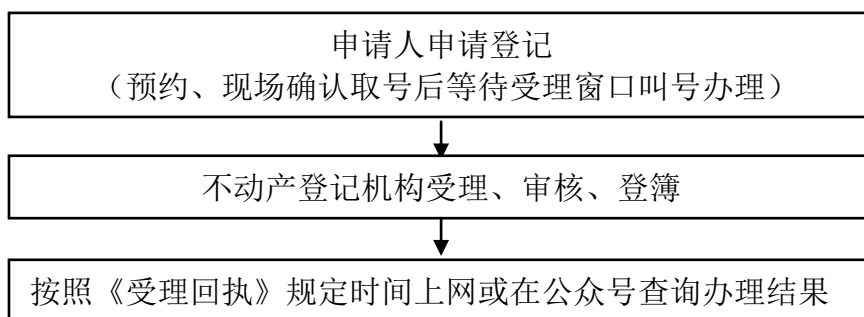 申请人申请登记
（预约、现场确认取号后等待受理窗口叫号办理）
不动产登记机构受理、审核、登簿
按照《受理回执》规定时间上网或在公众号查询办理结果